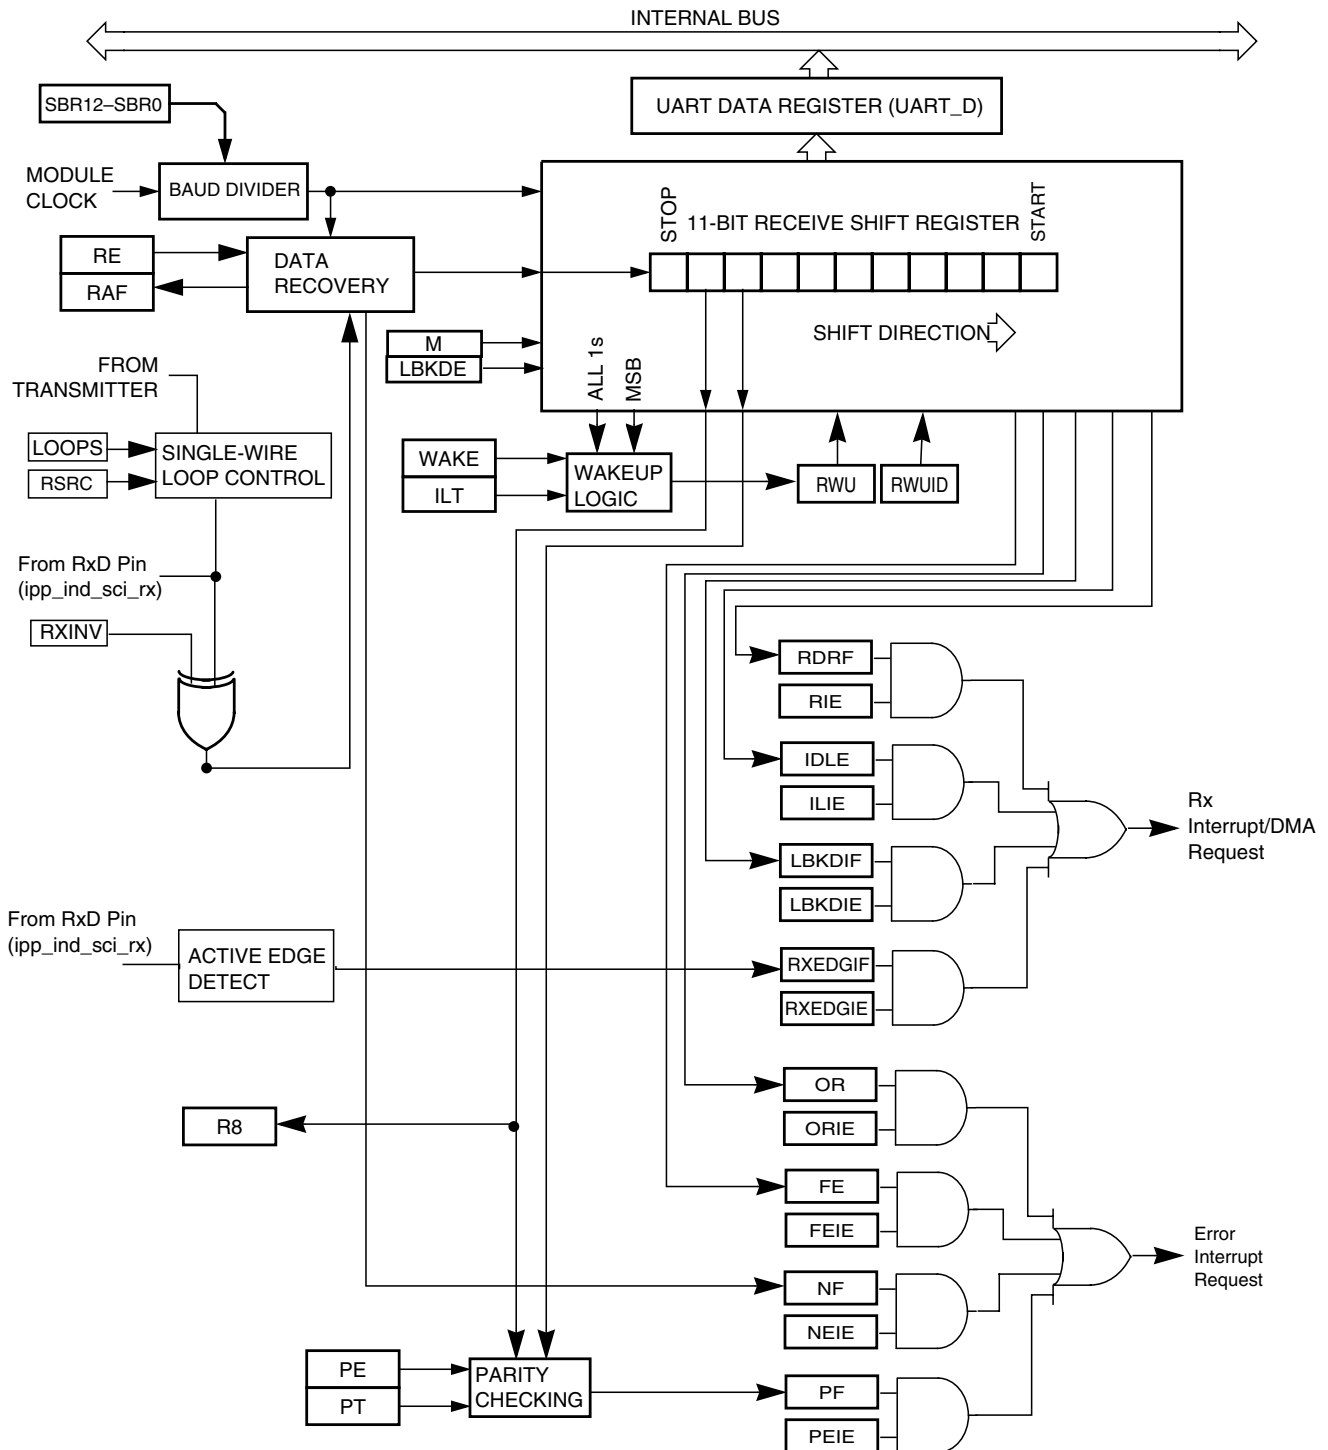 INTERNAL BUS
SBR12–SBR0
UART DATA REGISTER (UART_D)
MODULE
CLOCK
BAUD DIVIDER
STOP
11-BIT RECEIVE SHIFT REGISTER
START
RE
RAF
DATA
RECOVERY
SHIFT DIRECTION
M
LBKDE
ALL 1s
MSB
FROM
TRANSMITTER
LOOPS
RSRC
SINGLE-WIRE
LOOP CONTROL
WAKE
ILT
WAKEUP
LOGIC
RWU
RWUID
From RxD Pin
(ipp_ind_sci_rx)
RXINV
RDRF
RIE
IDLE
ILIE
Rx
Interrupt/DMA
Request
LBKDIF
LBKDIE
From RxD Pin
(ipp_ind_sci_rx)
ACTIVE EDGE
DETECT
RXEDGIF
RXEDGIE
OR
ORIE
R8
FE
FEIE
Error
Interrupt
Request
NF
NEIE
PE
PT
PARITY
CHECKING
PF
PEIE